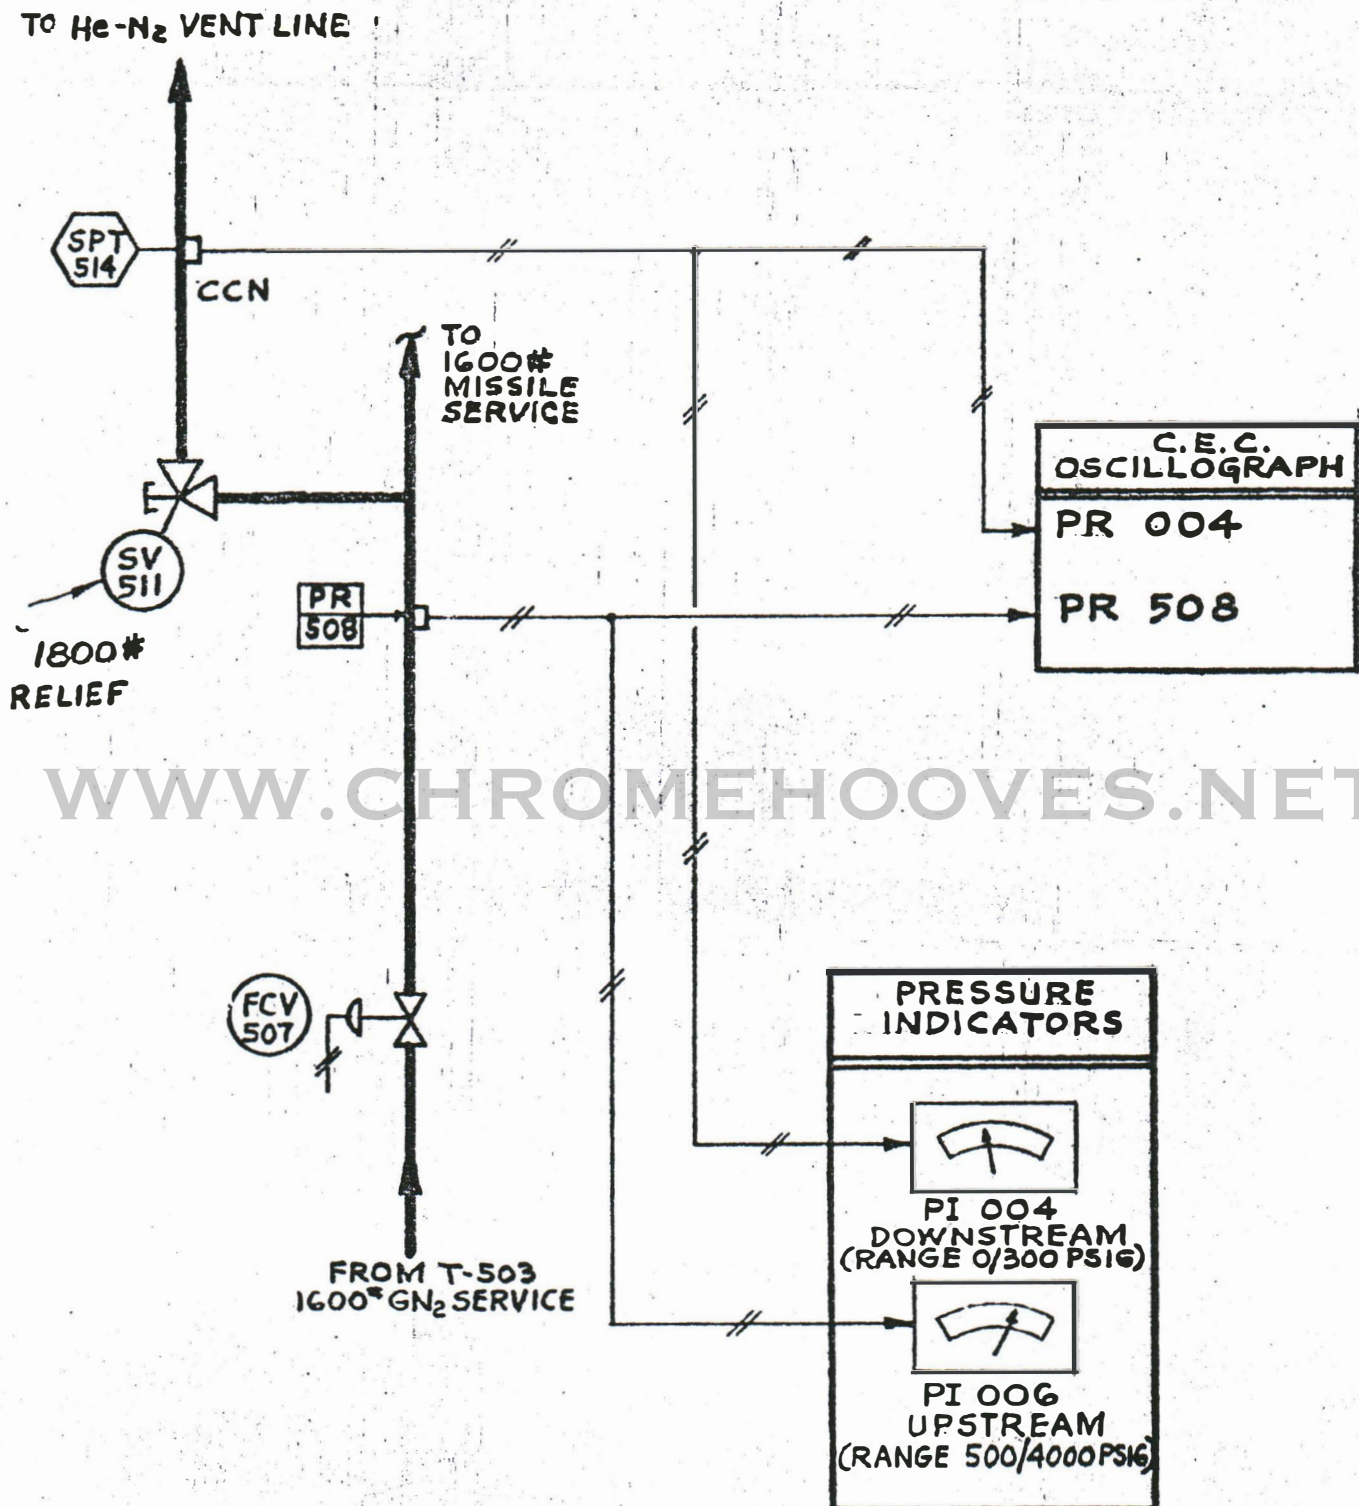 TO He-N2 VENT LINE
SPT
514
CCN
TO
1600#
MISSILE
SERVICE
C.E.C.
OSCILLOGRAPH
PR 004
PR 508
SV
511
1800#
RELIEF
PR
508
WWW.CHROMEHOOVES.NET
FCV
507
FROM T-503
1600# GN2 SERVICE
PRESSURE
INDICATORS
PI 004
DOWNSTREAM
(RANGE 0/300 PSIG)
PI 006
UPSTREAM
(RANGE 500/4000 PSIG)